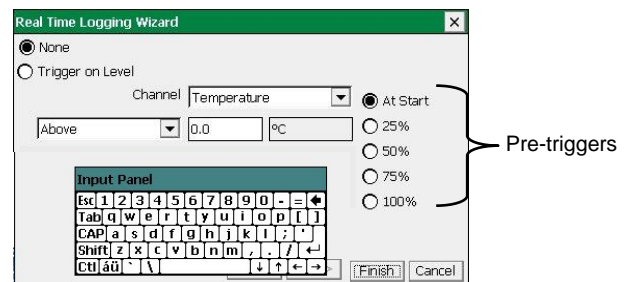 Real Time Logging Wizard
None
Trigger on Level
Channel Temperature
At Start
Above 0.0 ºC
25%
50%
75%
100%
Pre-triggers
Input Panel
Esc 1 2 3 4 5 6 7 8 9 0 - =
Tab q w e r t y u i o p [ ]
CAP a s d f g h j k l ; '
Shift z x c v b n m , . /
Ctl áü ` \
Finish Cancel